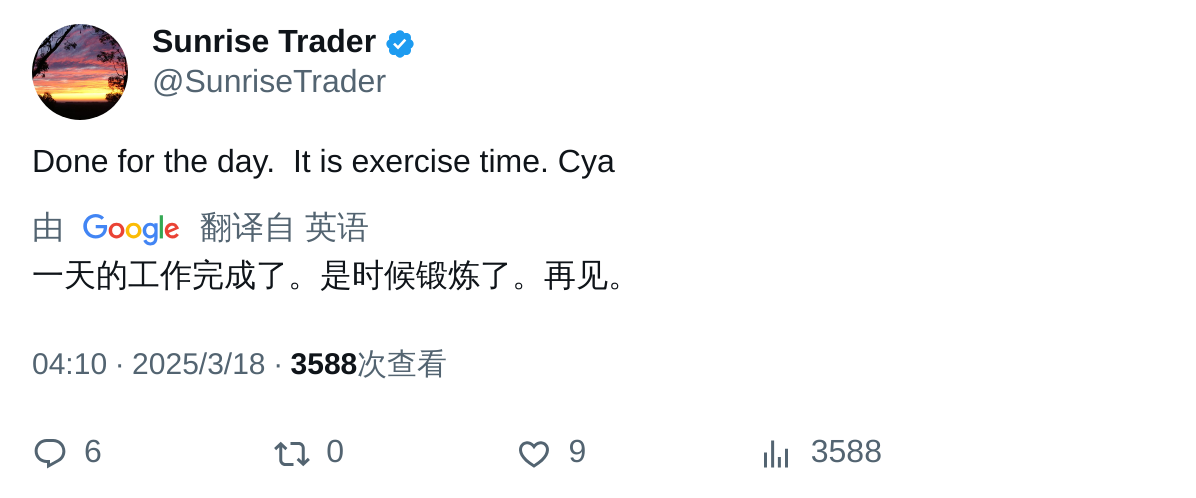 Sunrise Trader
@SunriseTrader
Done for the day.  It is exercise time. Cya
由 Google 翻译自 英语
一天的工作完成了。是时候锻炼了。再见。
04:10 · 2025/3/18 · 3588次查看
6 0 9 3588